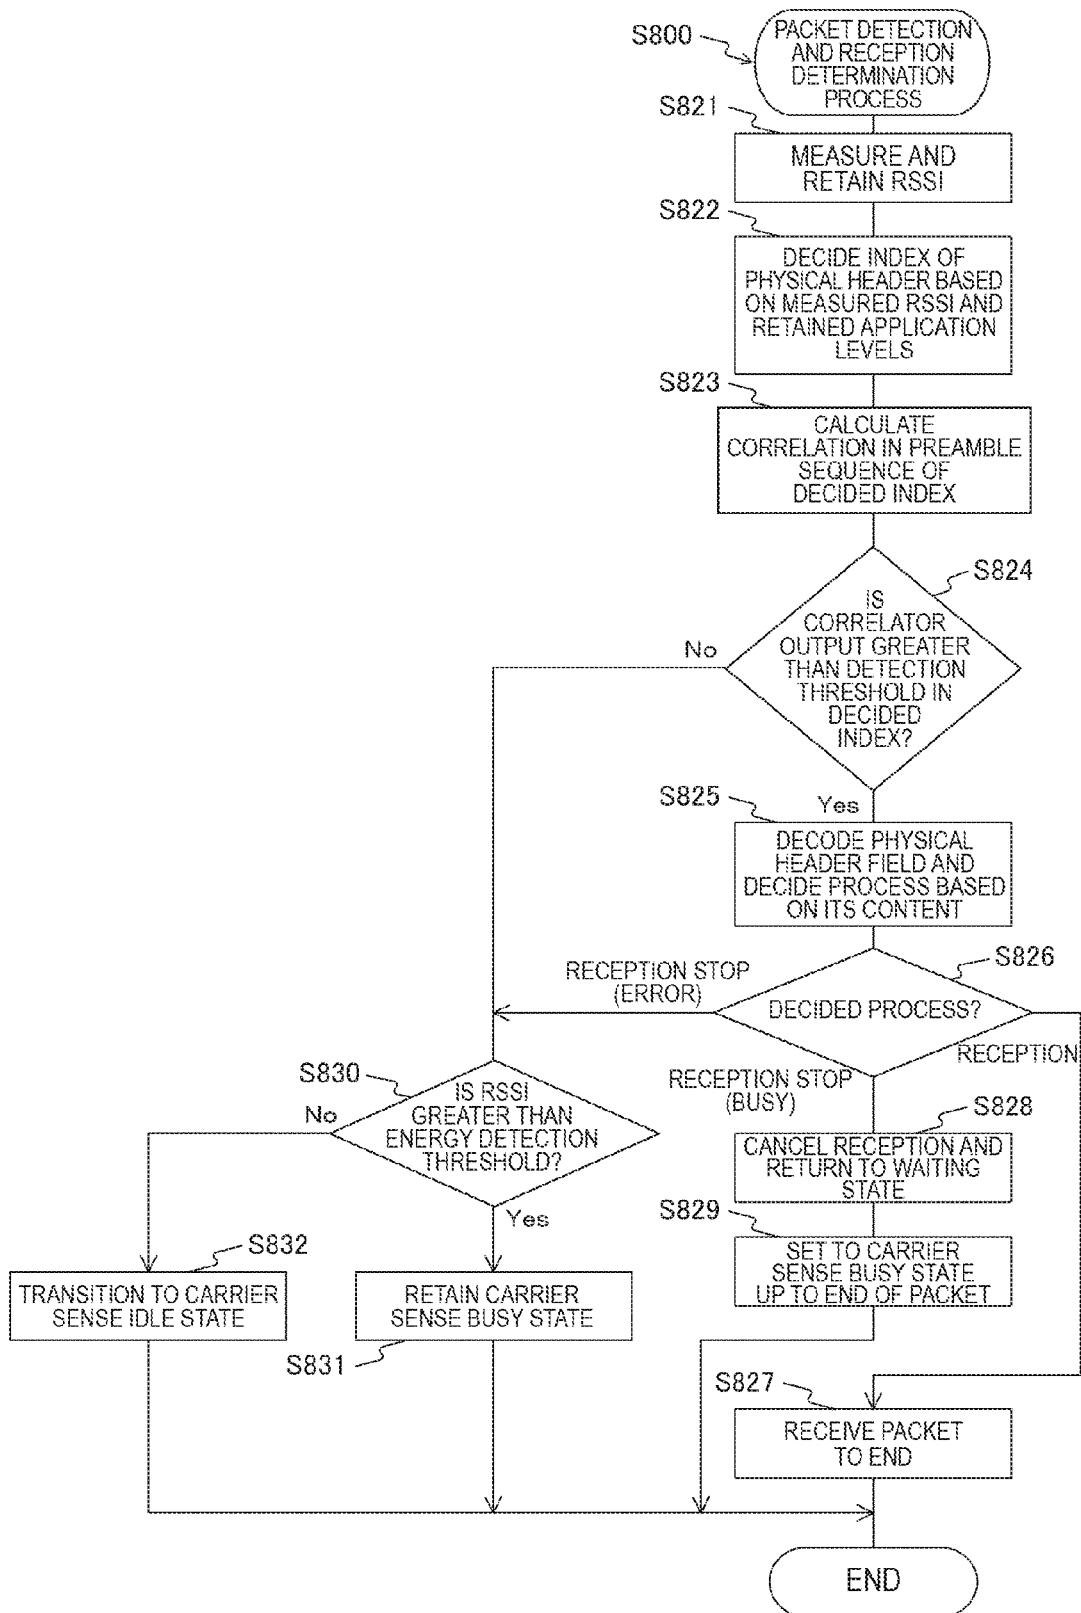 S800
PACKET DETECTION
AND RECEPTION
DETERMINATION
PROCESS
S821
MEASURE AND
RETAIN RSSI
S822
DECIDE INDEX OF
PHYSICAL HEADER BASED
ON MEASURED RSSI AND
RETAINED APPLICATION
LEVELS
S823
CALCULATE
CORRELATION IN PREAMBLE
SEQUENCE OF
DECIDED INDEX
S824
IS
CORRELATOR
OUTPUT GREATER
THAN DETECTION
THRESHOLD IN
DECIDED
INDEX?
No
Yes
S825
DECODE PHYSICAL
HEADER FIELD AND
DECIDE PROCESS BASED
ON ITS CONTENT
S826
DECIDED PROCESS?
RECEPTION STOP
(ERROR)
RECEPTION
RECEPTION STOP
(BUSY)
S830
IS RSSI
GREATER THAN
ENERGY DETECTION
THRESHOLD?
No
Yes
S828
CANCEL RECEPTION AND
RETURN TO WAITING
STATE
S829
SET TO CARRIER
SENSE BUSY STATE
UP TO END OF PACKET
S832
TRANSITION TO CARRIER
SENSE IDLE STATE
RETAIN CARRIER
SENSE BUSY STATE
S831
S827
RECEIVE PACKET
TO END
END